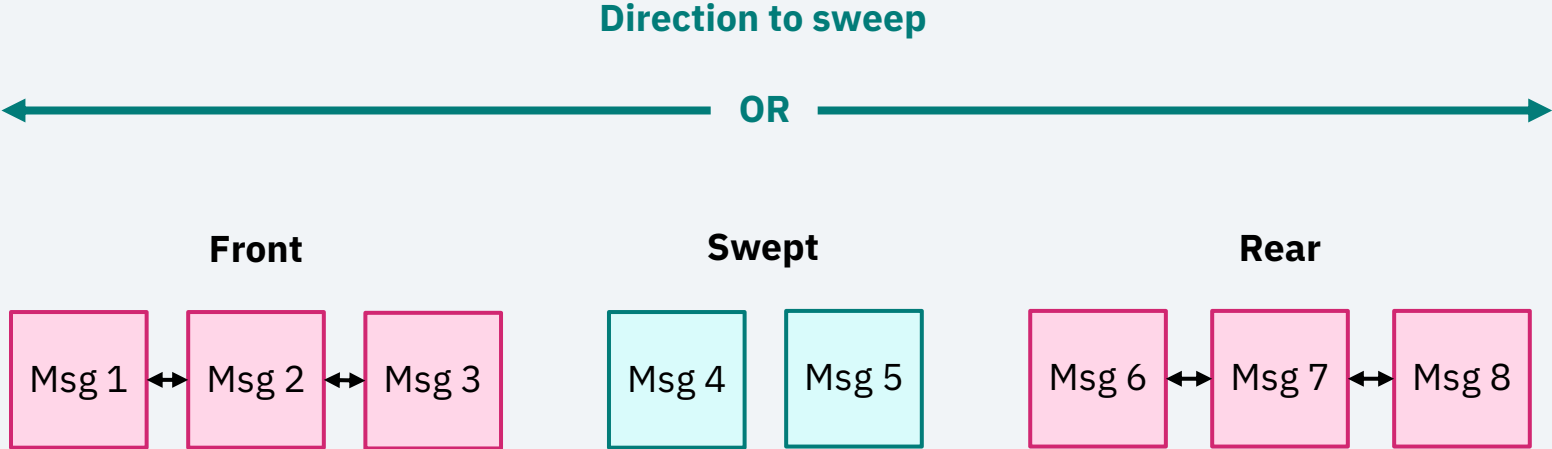 Direction to sweep
OR
Front
Swept
Rear
Msg 1
Msg 2
Msg 3
Msg 4
Msg 5
Msg 6
Msg 7
Msg 8